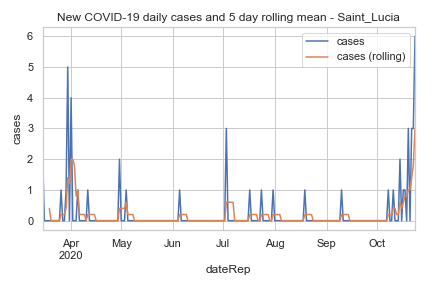 New COVID-19 daily cases and 5 day rolling mean - Saint_Lucia
cases
cases (rolling)
6
5
4
3
2
1
0
cases
Apr May Jun Jul Aug Sep Oct
2020
dateRep